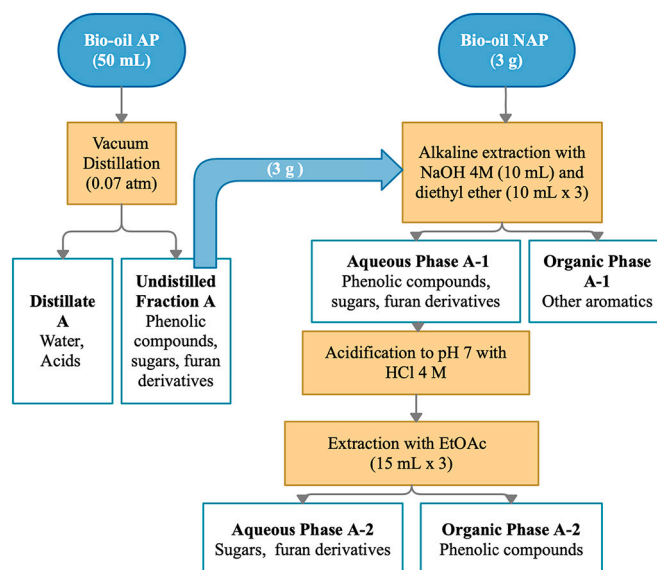 Bio-oil AP
(50 mL)
Bio-oil NAP
(3 g)
Vacuum
Distillation
(0.07 atm)
(3 g )
Alkaline extraction with
NaOH 4M (10 mL) and
diethyl ether (10 mL x 3)
Distillate
A
Water,
Acids
Undistilled
Fraction A
Phenolic
compounds,
sugars, furan
derivatives
Aqueous Phase A-1
Phenolic compounds,
sugars, furan derivatives
Organic Phase
A-1
Other aromatics
Acidification to pH 7 with
HCl 4 M
Extraction with EtOAc
(15 mL x 3)
Aqueous Phase A-2
Sugars, furan derivatives
Organic Phase A-2
Phenolic compounds